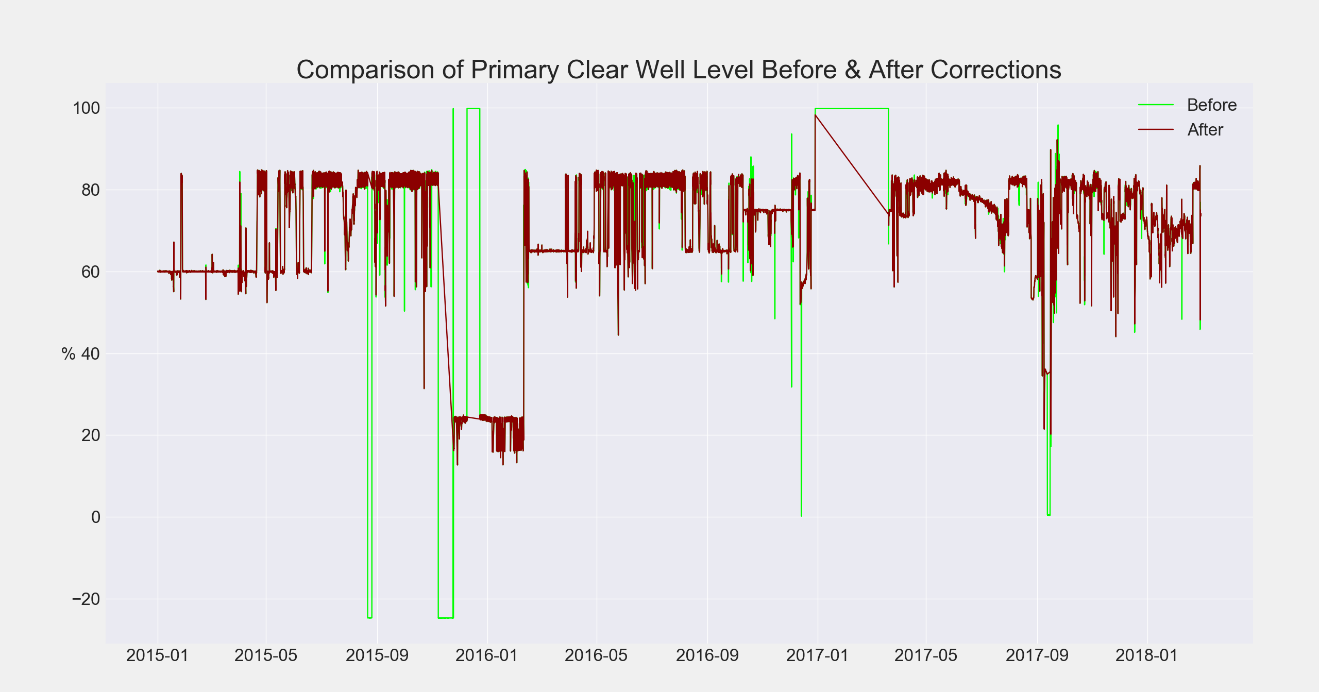 Comparison of Primary Clear Well Level Before & After Corrections
Before
After
100
80
60
% 40
20
0
−20
2015-01 2015-05 2015-09 2016-01 2016-05 2016-09 2017-01 2017-05 2017-09 2018-01